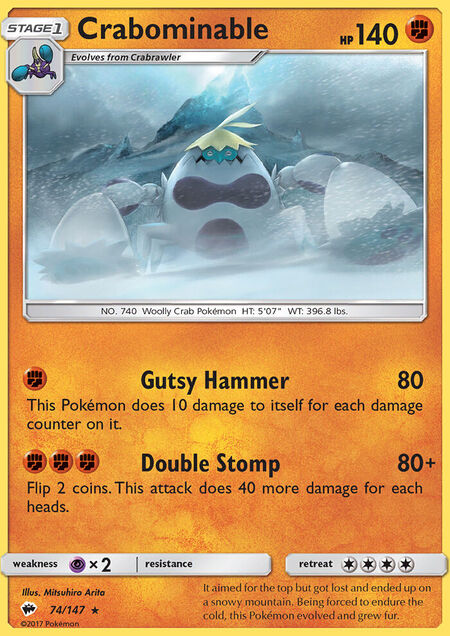 STAGE1
Crabominable
HP 140
Evolves from Crabrawler
NO. 740 Woolly Crab Pokémon HT: 5'07" WT: 396.8 lbs.
Gutsy Hammer 80
This Pokémon does 10 damage to itself for each damage
counter on it.
Double Stomp 80+
Flip 2 coins. This attack does 40 more damage for each
heads.
weakness ×2 resistance retreat
Illus. Mitsuhiro Arita
74/147 ★
©2017 Pokémon
It aimed for the top but got lost and ended up on
a snowy mountain. Being forced to endure the
cold, this Pokémon evolved and grew fur.